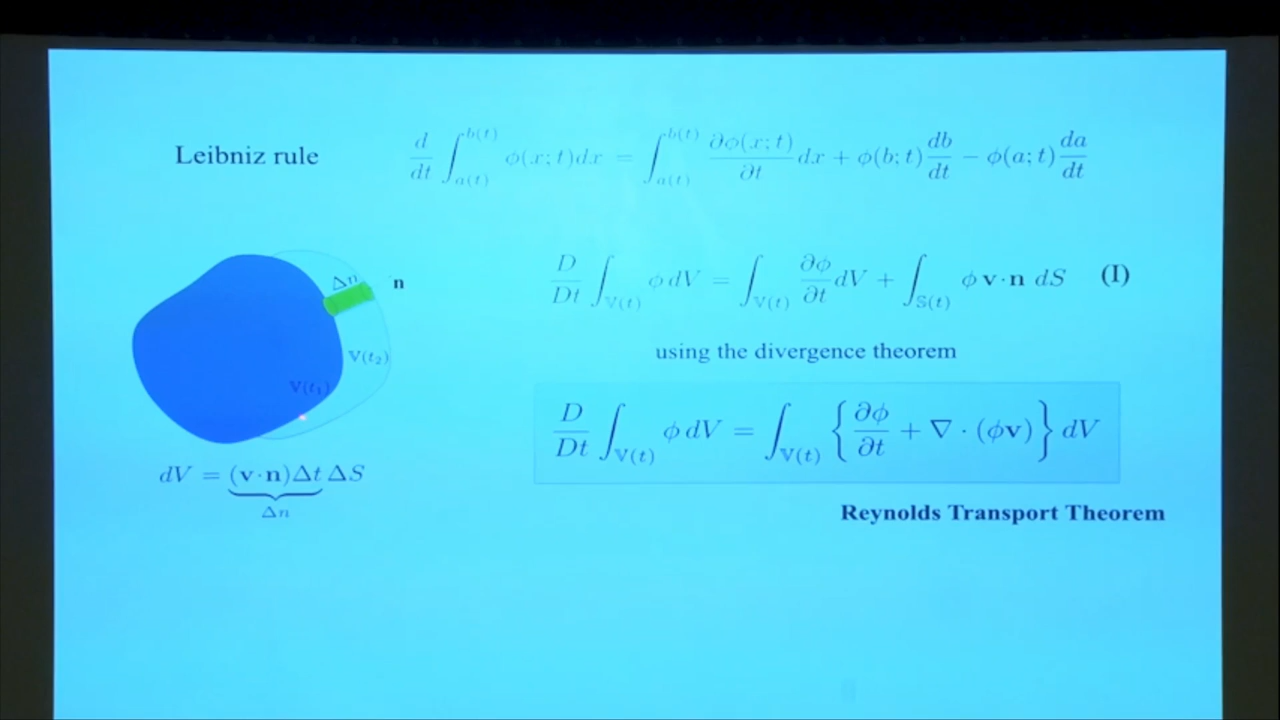 Leibniz rule
d/dt ∫_{a(t)}^{b(t)} ϕ(x; t)dx = ∫_{a(t)}^{b(t)} ∂ϕ(x; t)/∂t dx + ϕ(b; t) db/dt − ϕ(a; t) da/dt
Δn
n
V(t₂)
V(t₁)
dV = (v·n)Δt ΔS
Δn
D/Dt ∫_{V(t)} ϕ dV = ∫_{V(t)} ∂ϕ/∂t dV + ∫_{S(t)} ϕ v·n dS (I)
using the divergence theorem
D/Dt ∫_{V(t)} ϕ dV = ∫_{V(t)} {∂ϕ/∂t + ∇ · (ϕv)} dV
Reynolds Transport Theorem